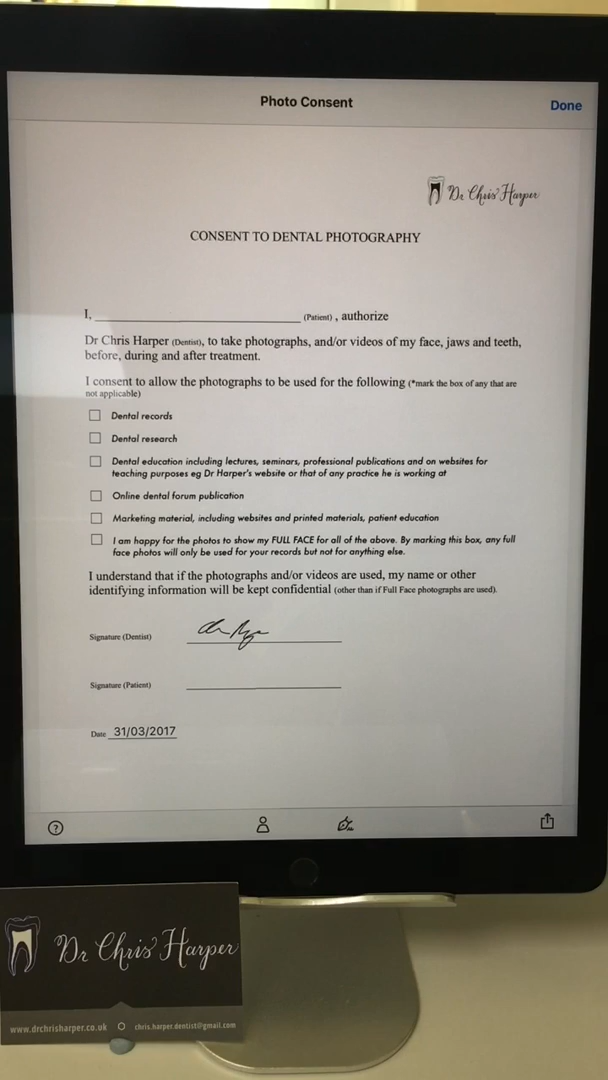 Photo Consent
Done
Dr Chris Harper
CONSENT TO DENTAL PHOTOGRAPHY
I, (Patient) , authorize
Dr Chris Harper (Dentist), to take photographs, and/or videos of my face, jaws and teeth,
before, during and after treatment.
I consent to allow the photographs to be used for the following (*mark the box of any that are
not applicable)
Dental records
Dental research
Dental education including lectures, seminars, professional publications and on websites for
teaching purposes eg Dr Harper's website or that of any practice he is working at
Online dental forum publication
Marketing material, including websites and printed materials, patient education
I am happy for the photos to show my FULL FACE for all of the above. By marking this box, any full
face photos will only be used for your records but not for anything else.
I understand that if the photographs and/or videos are used, my name or other
identifying information will be kept confidential (other than if Full Face photographs are used).
Signature (Dentist)
Signature (Patient)
Date 31/03/2017
Dr Chris Harper
www.drchrisharper.co.uk chris.harper.dentist@gmail.com